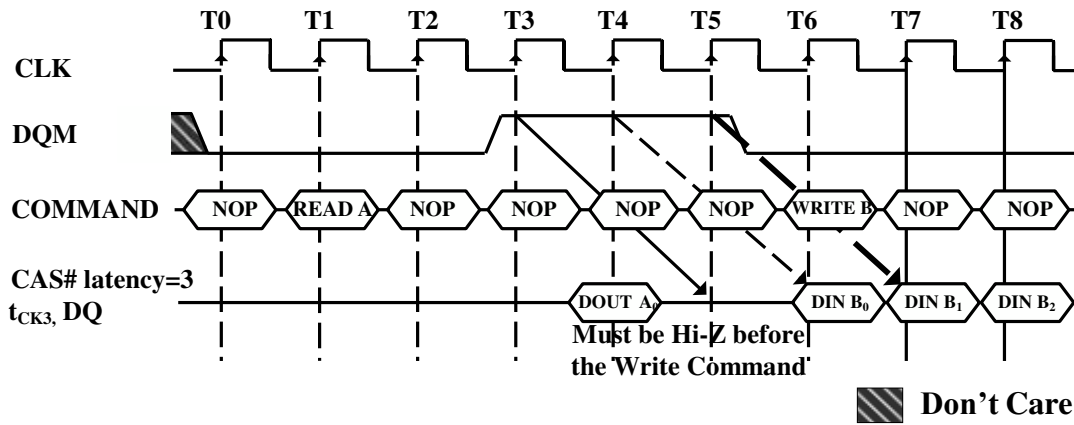 T0 T1 T2 T3 T4 T5 T6 T7 T8
CLK
DQM
COMMAND NOP READ A NOP NOP NOP NOP WRITE B NOP NOP
CAS# latency=3
tCK3, DQ DOUT A0 DIN B0 DIN B1 DIN B2
Must be Hi-Z before
the Write Command
Don't Care